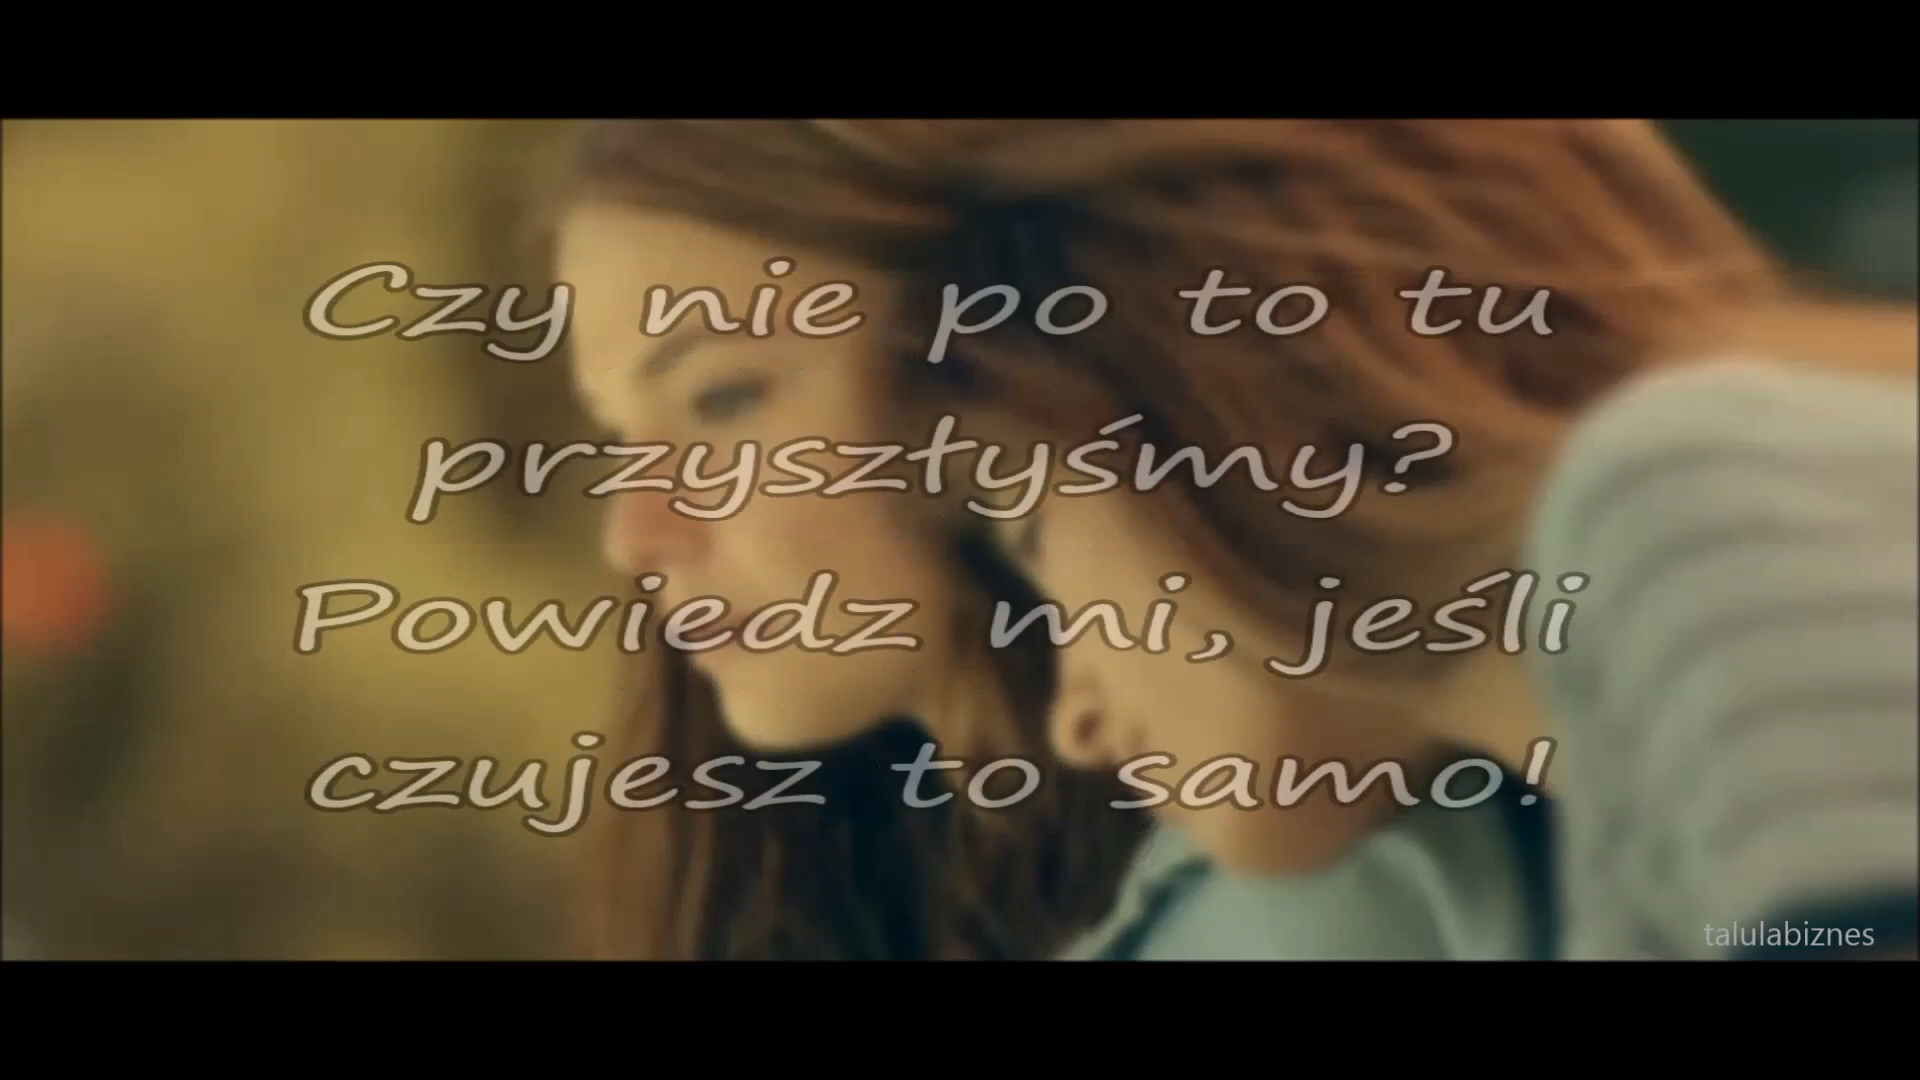 Czy nie po to tu
przyszłyśmy?
Powiedz mi, jeśli
czujesz to samo!
talulabiznes